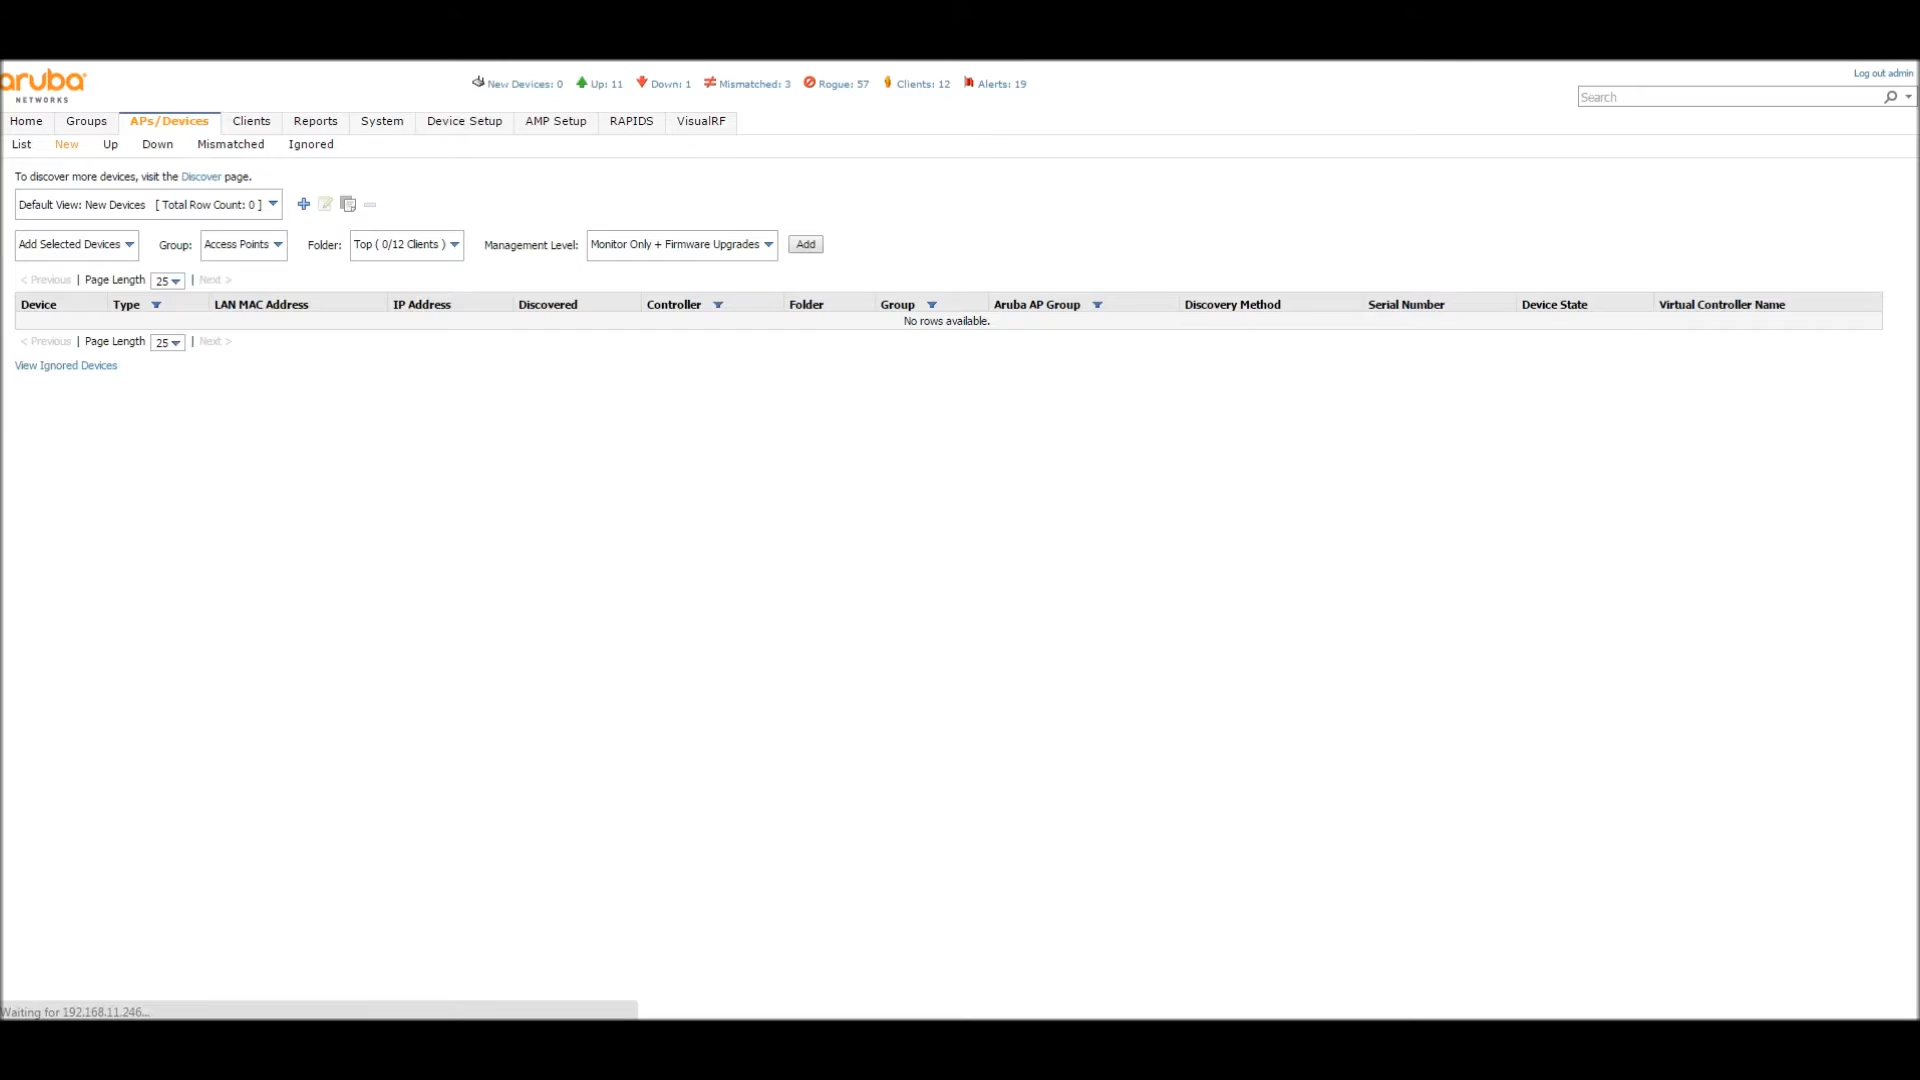 aruba
NETWORKS
New Devices: 0 Up: 11 Down: 1 Mismatched: 3 Rogue: 57 Clients: 12 Alerts: 19
Log out admin
Search
Home Groups APs/Devices Clients Reports System Device Setup AMP Setup RAPIDS VisualRF
List New Up Down Mismatched Ignored
To discover more devices, visit the Discover page.
Default View: New Devices [ Total Row Count: 0 ]
Add Selected Devices Group: Access Points Folder: Top ( 0/12 Clients ) Management Level: Monitor Only + Firmware Upgrades Add
< Previous | Page Length 25 | Next >
Device Type LAN MAC Address IP Address Discovered Controller Folder Group Aruba AP Group Discovery Method Serial Number Device State Virtual Controller Name
No rows available.
< Previous | Page Length 25 | Next >
View Ignored Devices
Waiting for 192.168.11.246...